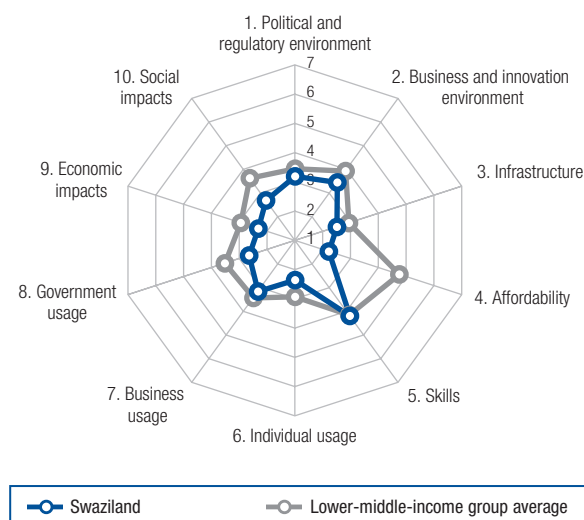 1. Political and
regulatory environment
2. Business and innovation
environment
3. Infrastructure
4. Affordability
5. Skills
6. Individual usage
7. Business
usage
8. Government
usage
9. Economic
impacts
10. Social
impacts
7
6
5
4
3
2
1
Swaziland
Lower-middle-income group average